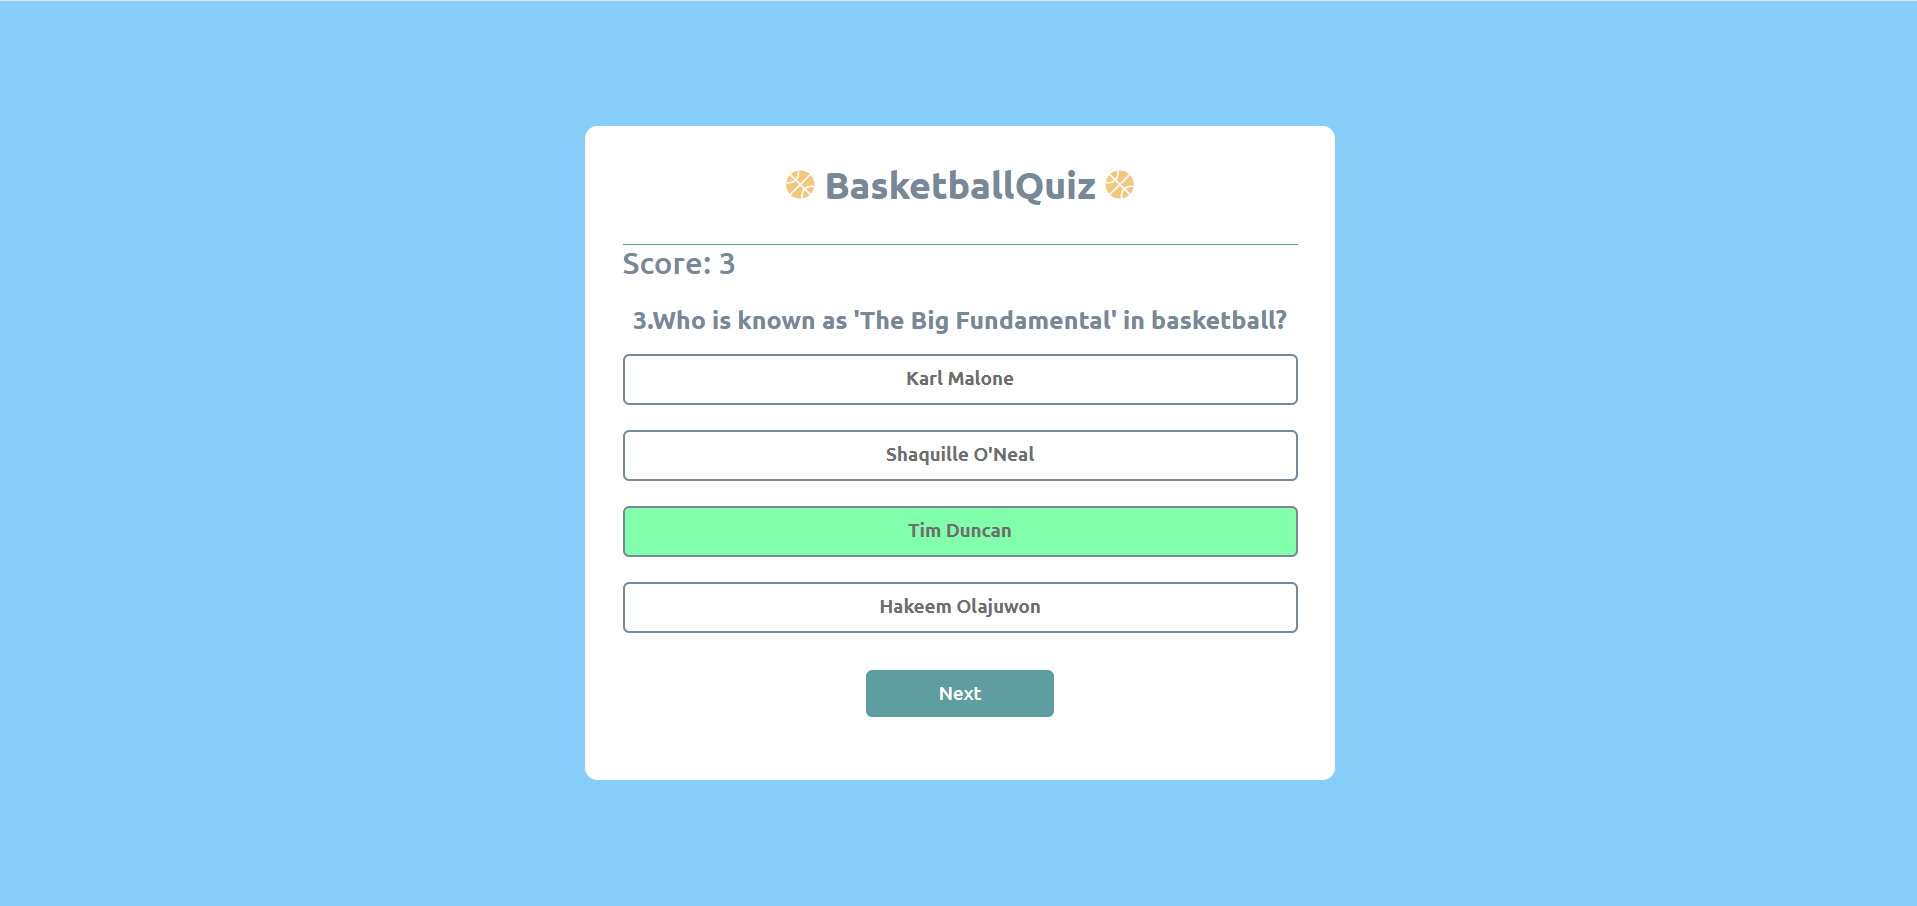 BasketballQuiz
Score: 3
3.Who is known as 'The Big Fundamental' in basketball?
Karl Malone
Shaquille O'Neal
Tim Duncan
Hakeem Olajuwon
Next